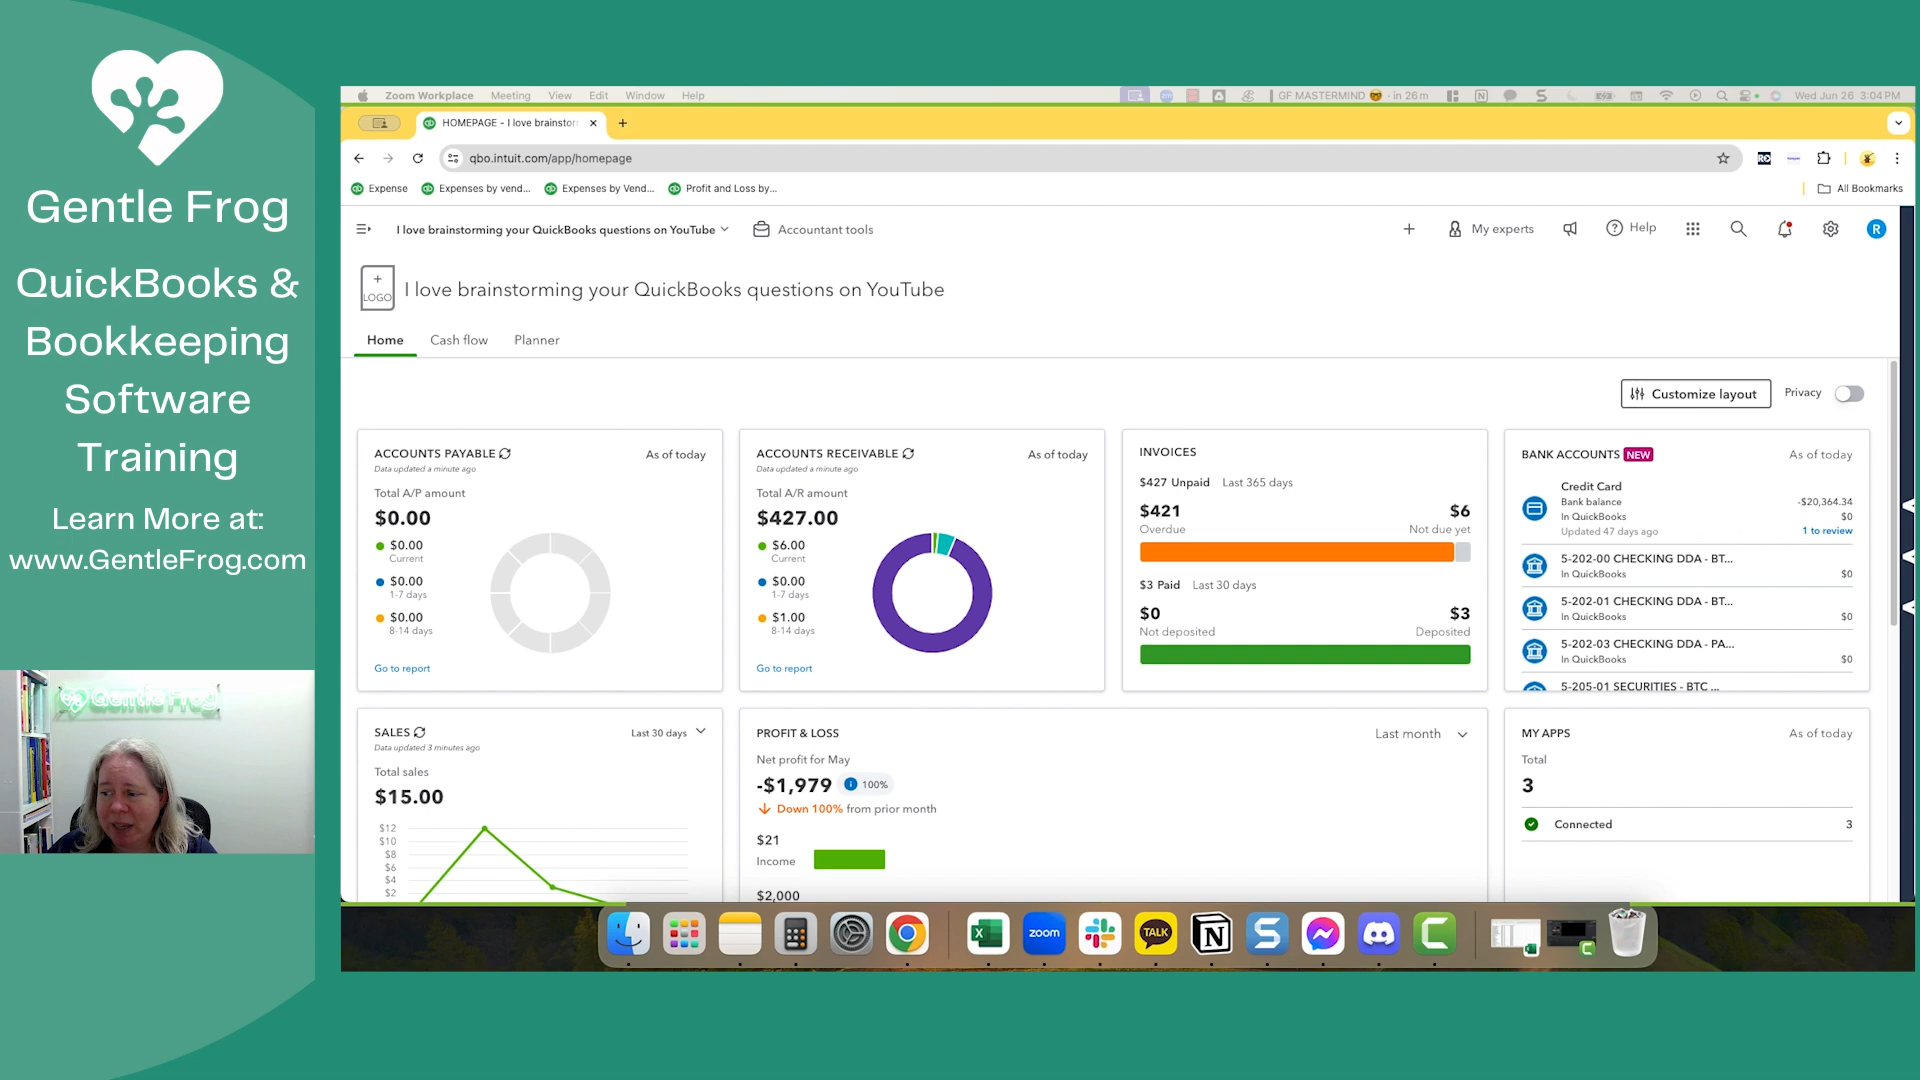 Gentle Frog
QuickBooks &
Bookkeeping
Software
Training
Learn More at:
www.GentleFrog.com
Gentle Frog
Zoom Workplace Meeting View Edit Window Help
GF MASTERMIND 🤓 · in 26m
Wed Jun 26 3:04 PM
HOMEPAGE - I love brainstor
qbo.intuit.com/app/homepage
Expense
Expenses by vend...
Expenses by Vend...
Profit and Loss by...
All Bookmarks
I love brainstorming your QuickBooks questions on YouTube
Accountant tools
My experts
Help
R
+
LOGO
I love brainstorming your QuickBooks questions on YouTube
Home
Cash flow
Planner
Customize layout
Privacy
ACCOUNTS PAYABLE
As of today
Data updated a minute ago
Total A/P amount
$0.00
$0.00
Current
$0.00
1-7 days
$0.00
8-14 days
Go to report
ACCOUNTS RECEIVABLE
As of today
Data updated a minute ago
Total A/R amount
$427.00
$6.00
Current
$0.00
1-7 days
$1.00
8-14 days
Go to report
INVOICES
$427 Unpaid Last 365 days
$421 $6
Overdue Not due yet
$3 Paid Last 30 days
$0 $3
Not deposited Deposited
BANK ACCOUNTS NEW
As of today
Credit Card
Bank balance -$20,364.34
In QuickBooks $0
Updated 47 days ago 1 to review
5-202-00 CHECKING DDA - BT...
In QuickBooks $0
5-202-01 CHECKING DDA - BT...
In QuickBooks $0
5-202-03 CHECKING DDA - PA...
In QuickBooks $0
5-205-01 SECURITIES - BTC ...
SALES
Last 30 days
Data updated 3 minutes ago
Total sales
$15.00
$12
$10
$8
$6
$4
$2
PROFIT & LOSS
Last month
Net profit for May
-$1,979 100%
Down 100% from prior month
$21
Income
$2,000
MY APPS
As of today
Total
3
Connected 3
zoom
TALK